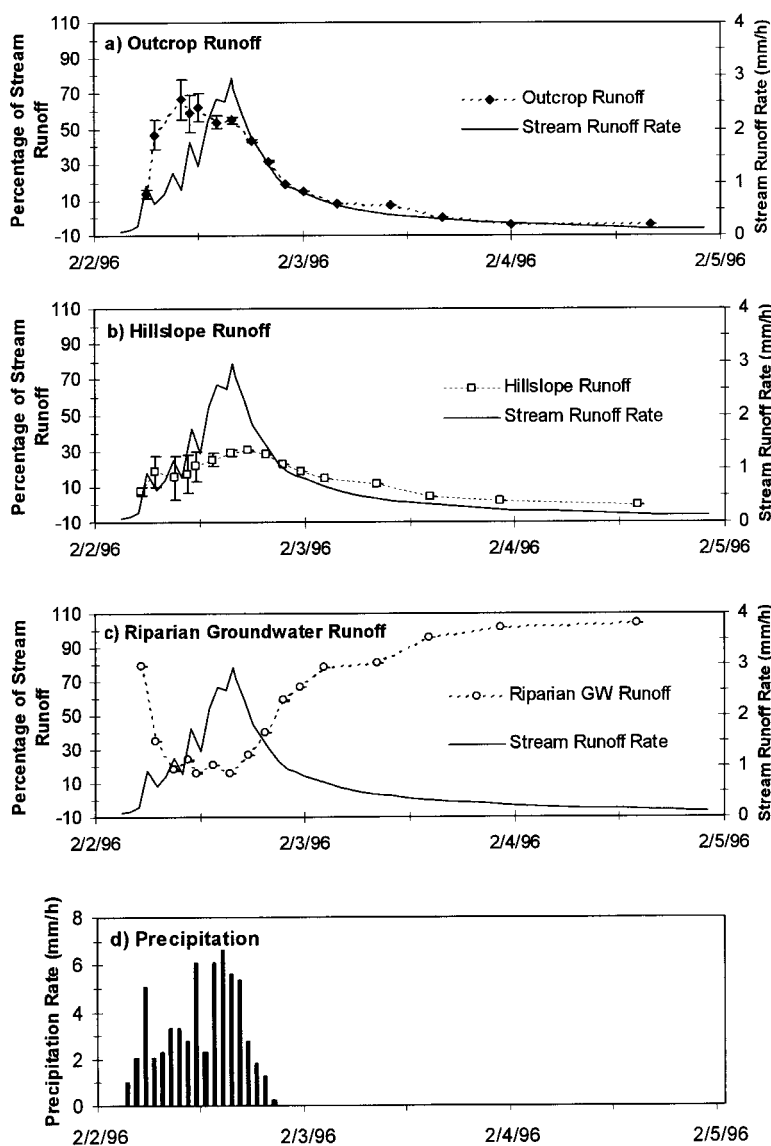 a) Outcrop Runoff
Percentage of Stream
Runoff
110
90
70
50
30
10
-10
4
3
2
1
0
Stream Runoff Rate (mm/h)
Outcrop Runoff
Stream Runoff Rate
2/2/96 2/3/96 2/4/96 2/5/96
b) Hillslope Runoff
Percentage of Stream
Runoff
110
90
70
50
30
10
-10
4
3
2
1
0
Stream Runoff Rate (mm/h)
Hillslope Runoff
Stream Runoff Rate
2/2/96 2/3/96 2/4/96 2/5/96
c) Riparian Groundwater Runoff
Percentage of Stream
Runoff
110
90
70
50
30
10
-10
4
3
2
1
0
Stream Runoff Rate (mm/h)
Riparian GW Runoff
Stream Runoff Rate
2/2/96 2/3/96 2/4/96 2/5/96
d) Precipitation
Precipitation Rate (mm/h)
8
6
4
2
0
2/2/96 2/3/96 2/4/96 2/5/96